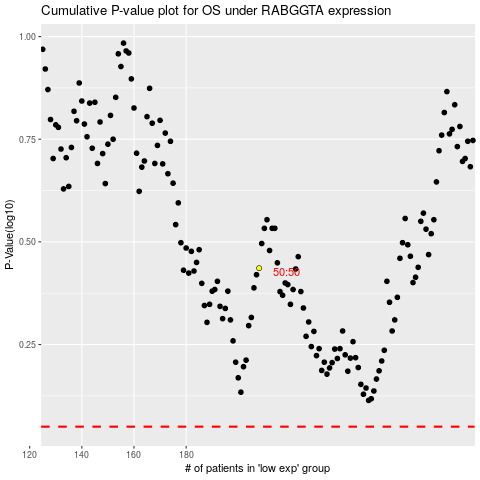 Cumulative P-value plot for OS under RABGGTA expression
P-Value(log10)
1.00
0.75
0.50
0.25
50:50
120 140 160 180
# of patients in 'low exp' group